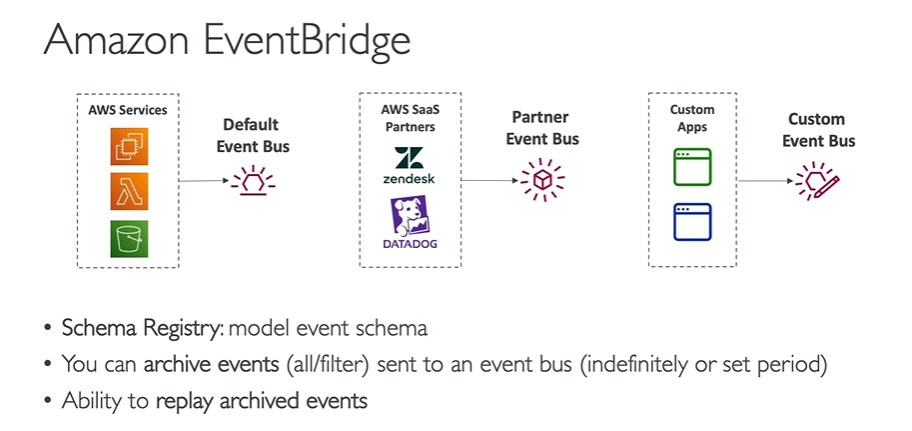 Amazon EventBridge
AWS Services
Default
Event Bus
AWS SaaS
Partners
zendesk
DATADOG
Partner
Event Bus
Custom
Apps
Custom
Event Bus
• Schema Registry: model event schema
• You can archive events (all/filter) sent to an event bus (indefinitely or set period)
• Ability to replay archived events